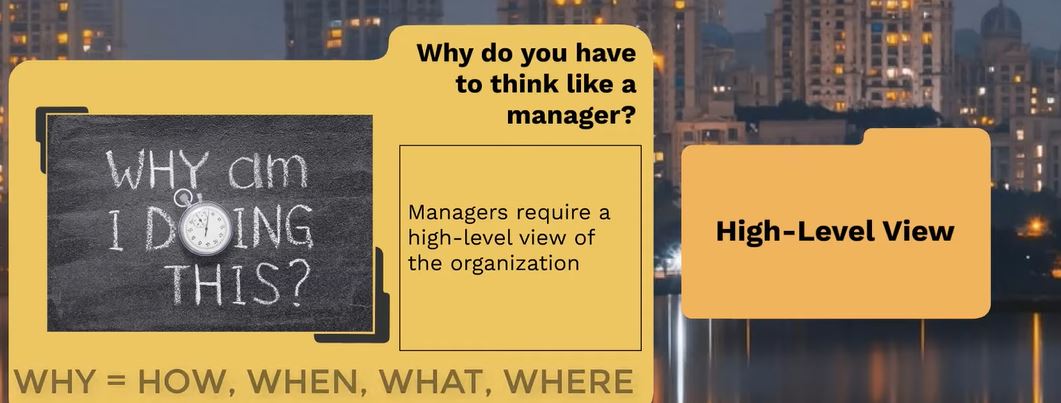 Why do you have
to think like a
manager?
WHY am
I DOING
THIS?
Managers require a
high-level view of
the organization
WHY = HOW, WHEN, WHAT, WHERE
High-Level View